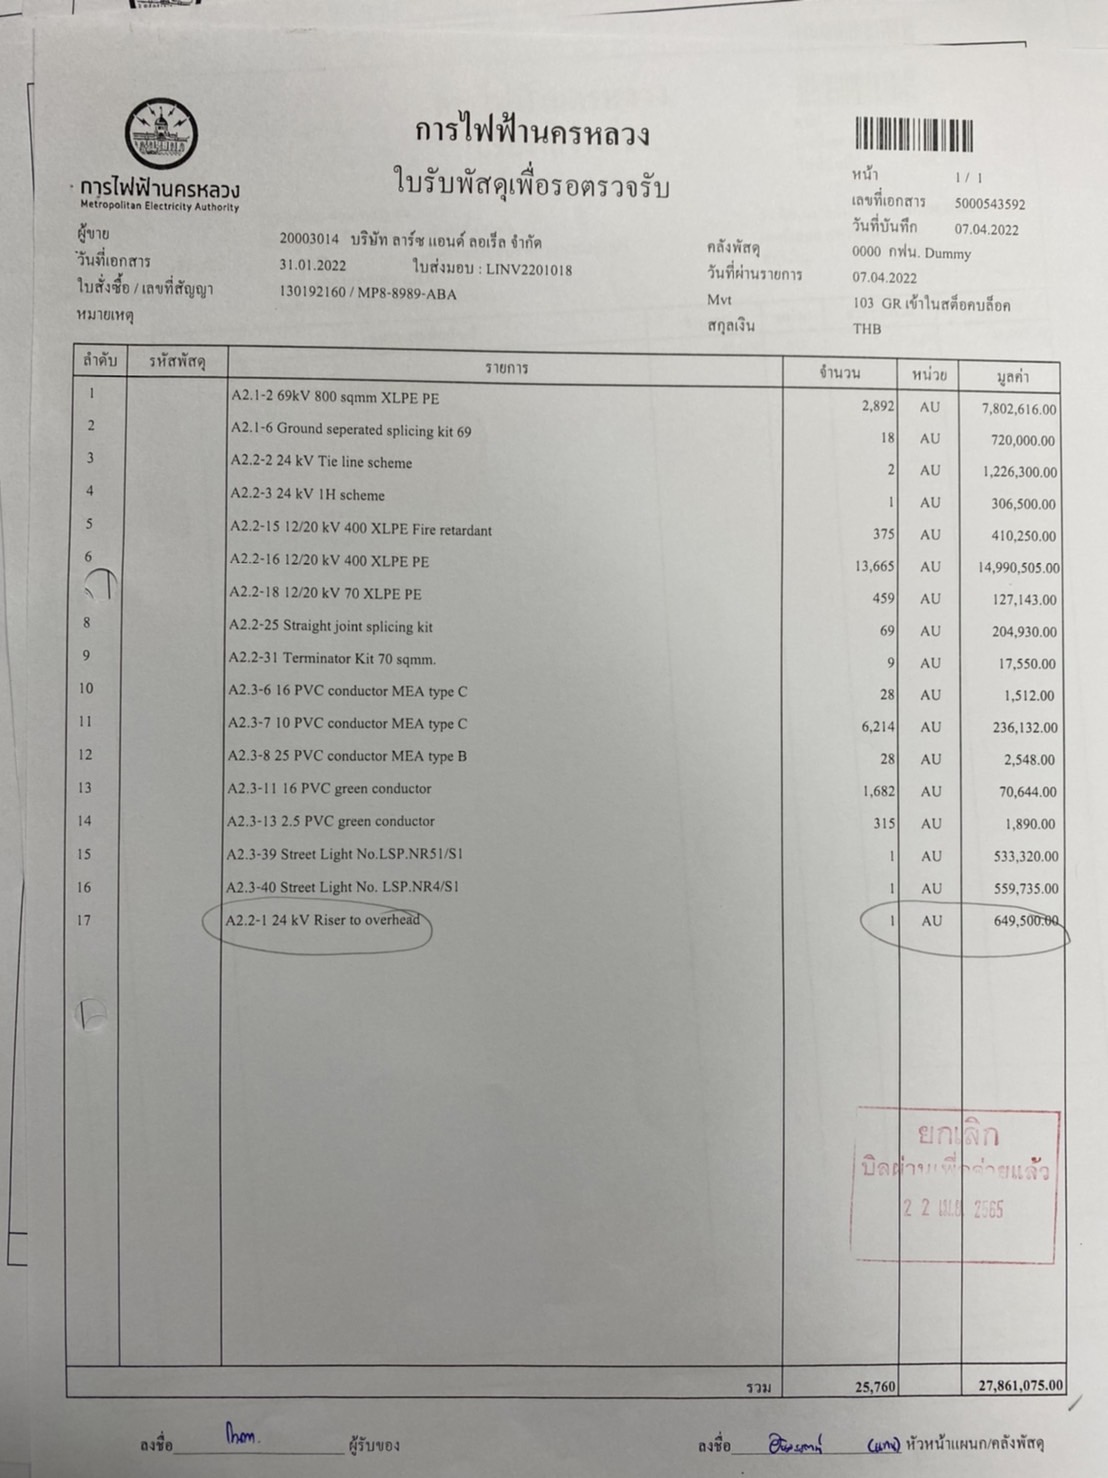 การไฟฟ้านครหลวง
ใบรับพัสดุเพื่อรอตรวจรับ
การไฟฟ้านครหลวง
Metropolitan Electricity Authority
หน้า 1 / 1
เลขที่เอกสาร 5000543592
วันที่บันทึก 07.04.2022
ผู้ขาย 20003014 บริษัท ลาร์ซ แอนด์ ลอเร็ล จำกัด
คลังพัสดุ 0000 กฟน. Dummy
วันที่เอกสาร 31.01.2022 ใบส่งมอบ : LINV2201018
วันที่ผ่านรายการ 07.04.2022
ใบสั่งซื้อ / เลขที่สัญญา 130192160 / MP8-8989-ABA
Mvt 103 GR เข้าในสต็อคบล็อค
หมายเหตุ
สกุลเงิน THB
ลำดับ รหัสพัสดุ รายการ จำนวน หน่วย มูลค่า
1 A2.1-2 69kV 800 sqmm XLPE PE 2,892 AU 7,802,616.00
2 A2.1-6 Ground seperated splicing kit 69 18 AU 720,000.00
3 A2.2-2 24 kV Tie line scheme 2 AU 1,226,300.00
4 A2.2-3 24 kV 1H scheme 1 AU 306,500.00
5 A2.2-15 12/20 kV 400 XLPE Fire retardant 375 AU 410,250.00
6 A2.2-16 12/20 kV 400 XLPE PE 13,665 AU 14,990,505.00
7 A2.2-18 12/20 kV 70 XLPE PE 459 AU 127,143.00
8 A2.2-25 Straight joint splicing kit 69 AU 204,930.00
9 A2.2-31 Terminator Kit 70 sqmm. 9 AU 17,550.00
10 A2.3-6 16 PVC conductor MEA type C 28 AU 1,512.00
11 A2.3-7 10 PVC conductor MEA type C 6,214 AU 236,132.00
12 A2.3-8 25 PVC conductor MEA type B 28 AU 2,548.00
13 A2.3-11 16 PVC green conductor 1,682 AU 70,644.00
14 A2.3-13 2.5 PVC green conductor 315 AU 1,890.00
15 A2.3-39 Street Light No.LSP.NR51/S1 1 AU 533,320.00
16 A2.3-40 Street Light No. LSP.NR4/S1 1 AU 559,735.00
17 A2.2-1 24 kV Riser to overhead 1 AU 649,500.00
ยกเลิก
บิลผ่านเพื่อจ่ายแล้ว
22 เม.ย. 2565
รวม 25,760 27,861,075.00
ลงชื่อ ผู้รับของ
ลงชื่อ (แทน) หัวหน้าแผนก/คลังพัสดุ